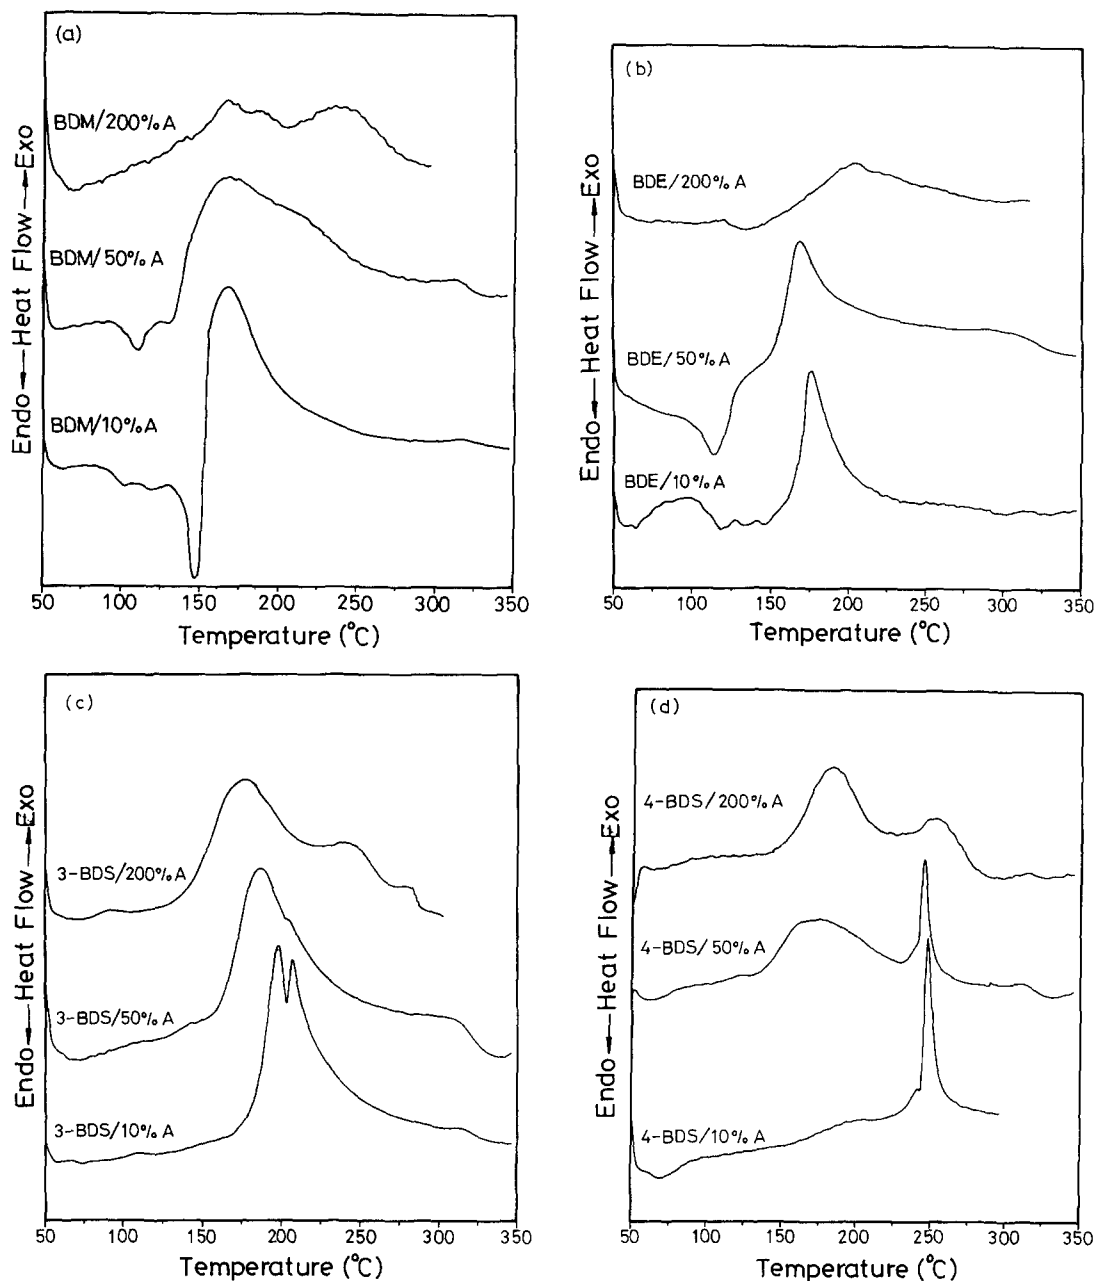 (a)
BDM/200% A
BDM/50% A
BDM/10% A
Endo Heat Flow Exo
50 100 150 200 250 300 350
Temperature (°C)
(b)
BDE/200% A
BDE/50% A
BDE/10% A
Endo Heat Flow Exo
50 100 150 200 250 300 350
Temperature (°C)
(c)
3-BDS/200% A
3-BDS/50% A
3-BDS/10% A
Endo Heat Flow Exo
50 100 150 200 250 300 350
Temperature (°C)
(d)
4-BDS/200% A
4-BDS/50% A
4-BDS/10% A
Endo Heat Flow Exo
50 100 150 200 250 300 350
Temperature (°C)